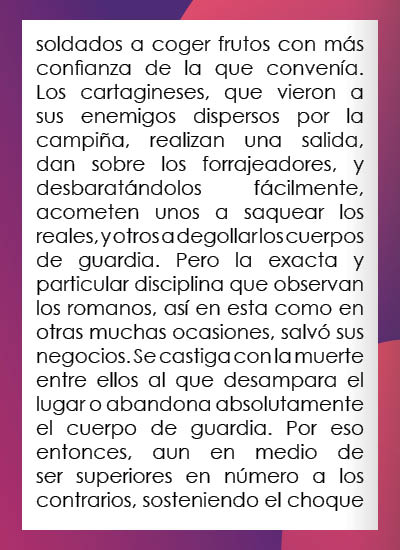 soldados a coger frutos con más
confianza de la que convenía.
Los cartagineses, que vieron a
sus enemigos dispersos por la
campiña, realizan una salida,
dan sobre los forrajeadores, y
desbaratándolos fácilmente,
acometen unos a saquear los
reales, y otros a degollar los cuerpos
de guardia. Pero la exacta y
particular disciplina que observan
los romanos, así en esta como en
otras muchas ocasiones, salvó sus
negocios. Se castiga con la muerte
entre ellos al que desampara el
lugar o abandona absolutamente
el cuerpo de guardia. Por eso
entonces, aun en medio de
ser superiores en número a los
contrarios, sosteniendo el choque